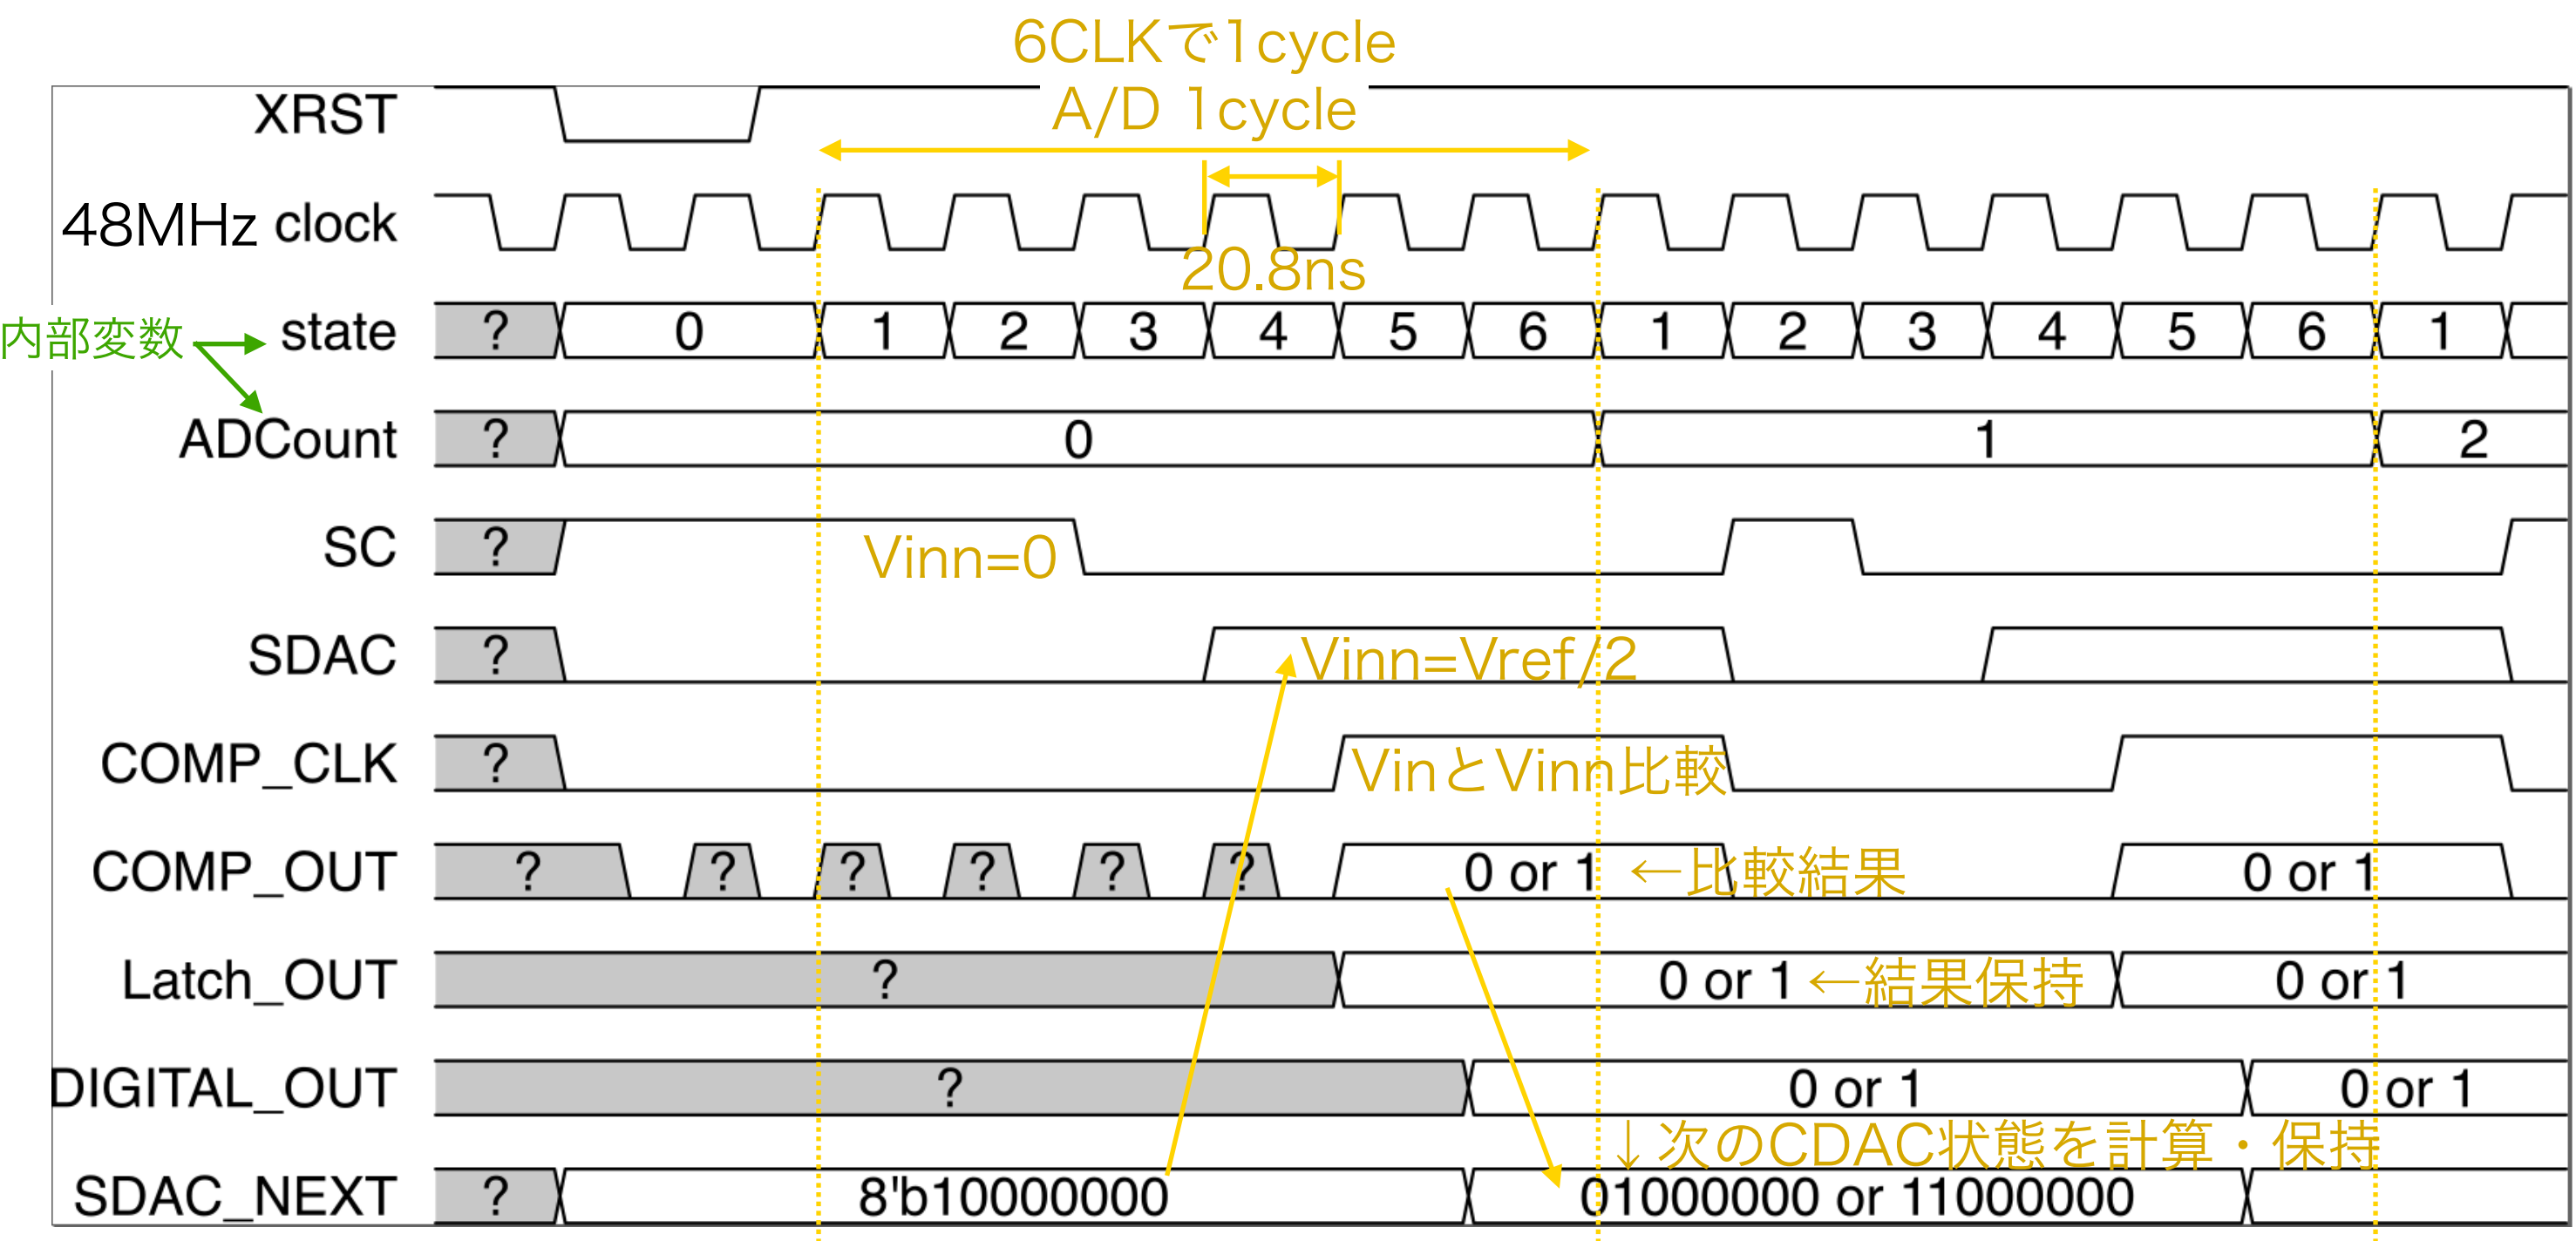 6CLKで1cycle
XRST
A/D 1cycle
48MHz clock
20.8ns
内部変数
state ? 0 1 2 3 4 5 6 1 2 3 4 5 6 1
ADCount ? 0 1 2
SC ? Vinn=0
SDAC ? Vinn=Vref/2
COMP_CLK ? VinとVinn比較
COMP_OUT ? ? ? ? ? ? 0 or 1 ←比較結果 0 or 1
Latch_OUT ? 0 or 1 ←結果保持 0 or 1
DIGITAL_OUT ? 0 or 1 0 or 1
↓次のCDAC状態を計算・保持
SDAC_NEXT ? 8'b10000000 01000000 or 11000000